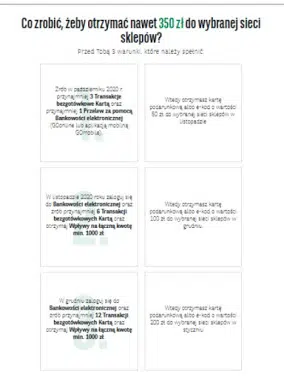 Co zrobić, żeby otrzymać nawet 350 zł do wybranej sieci
sklepów?
Przed Tobą 3 warunki, które należy spełnić:
Zrób w październiku 2020 r.
przynajmniej 3 Transakcje
bezgotówkowe Kartą oraz
przynajmniej 1 Przelew za pomocą
Bankowości elektronicznej
(GOonline lub aplikacja mobilna
GOmobile).
Wtedy otrzymasz kartę
podarunkową albo e-kod o wartości
50 zł do wybranej sieci sklepów w
listopadzie
W listopadzie 2020 roku zaloguj się
do Bankowości elektronicznej oraz
zrób przynajmniej 6 Transakcji
bezgotówkowych Kartą oraz
otrzymaj Wpływy na łączną kwotę
min. 1000 zł
Wtedy otrzymasz kartę
podarunkową albo e-kod o wartości
100 zł do wybranej sieci sklepów w
grudniu.
W grudniu zaloguj się do
Bankowości elektronicznej oraz
zrób przynajmniej 12 Transakcji
bezgotówkowych Kartą oraz
otrzymaj Wpływy na łączną kwotę
min. 1000 zł
Wtedy otrzymasz kartę
podarunkową albo e-kod o wartości
200 zł do wybranej sieci sklepów w
styczniu